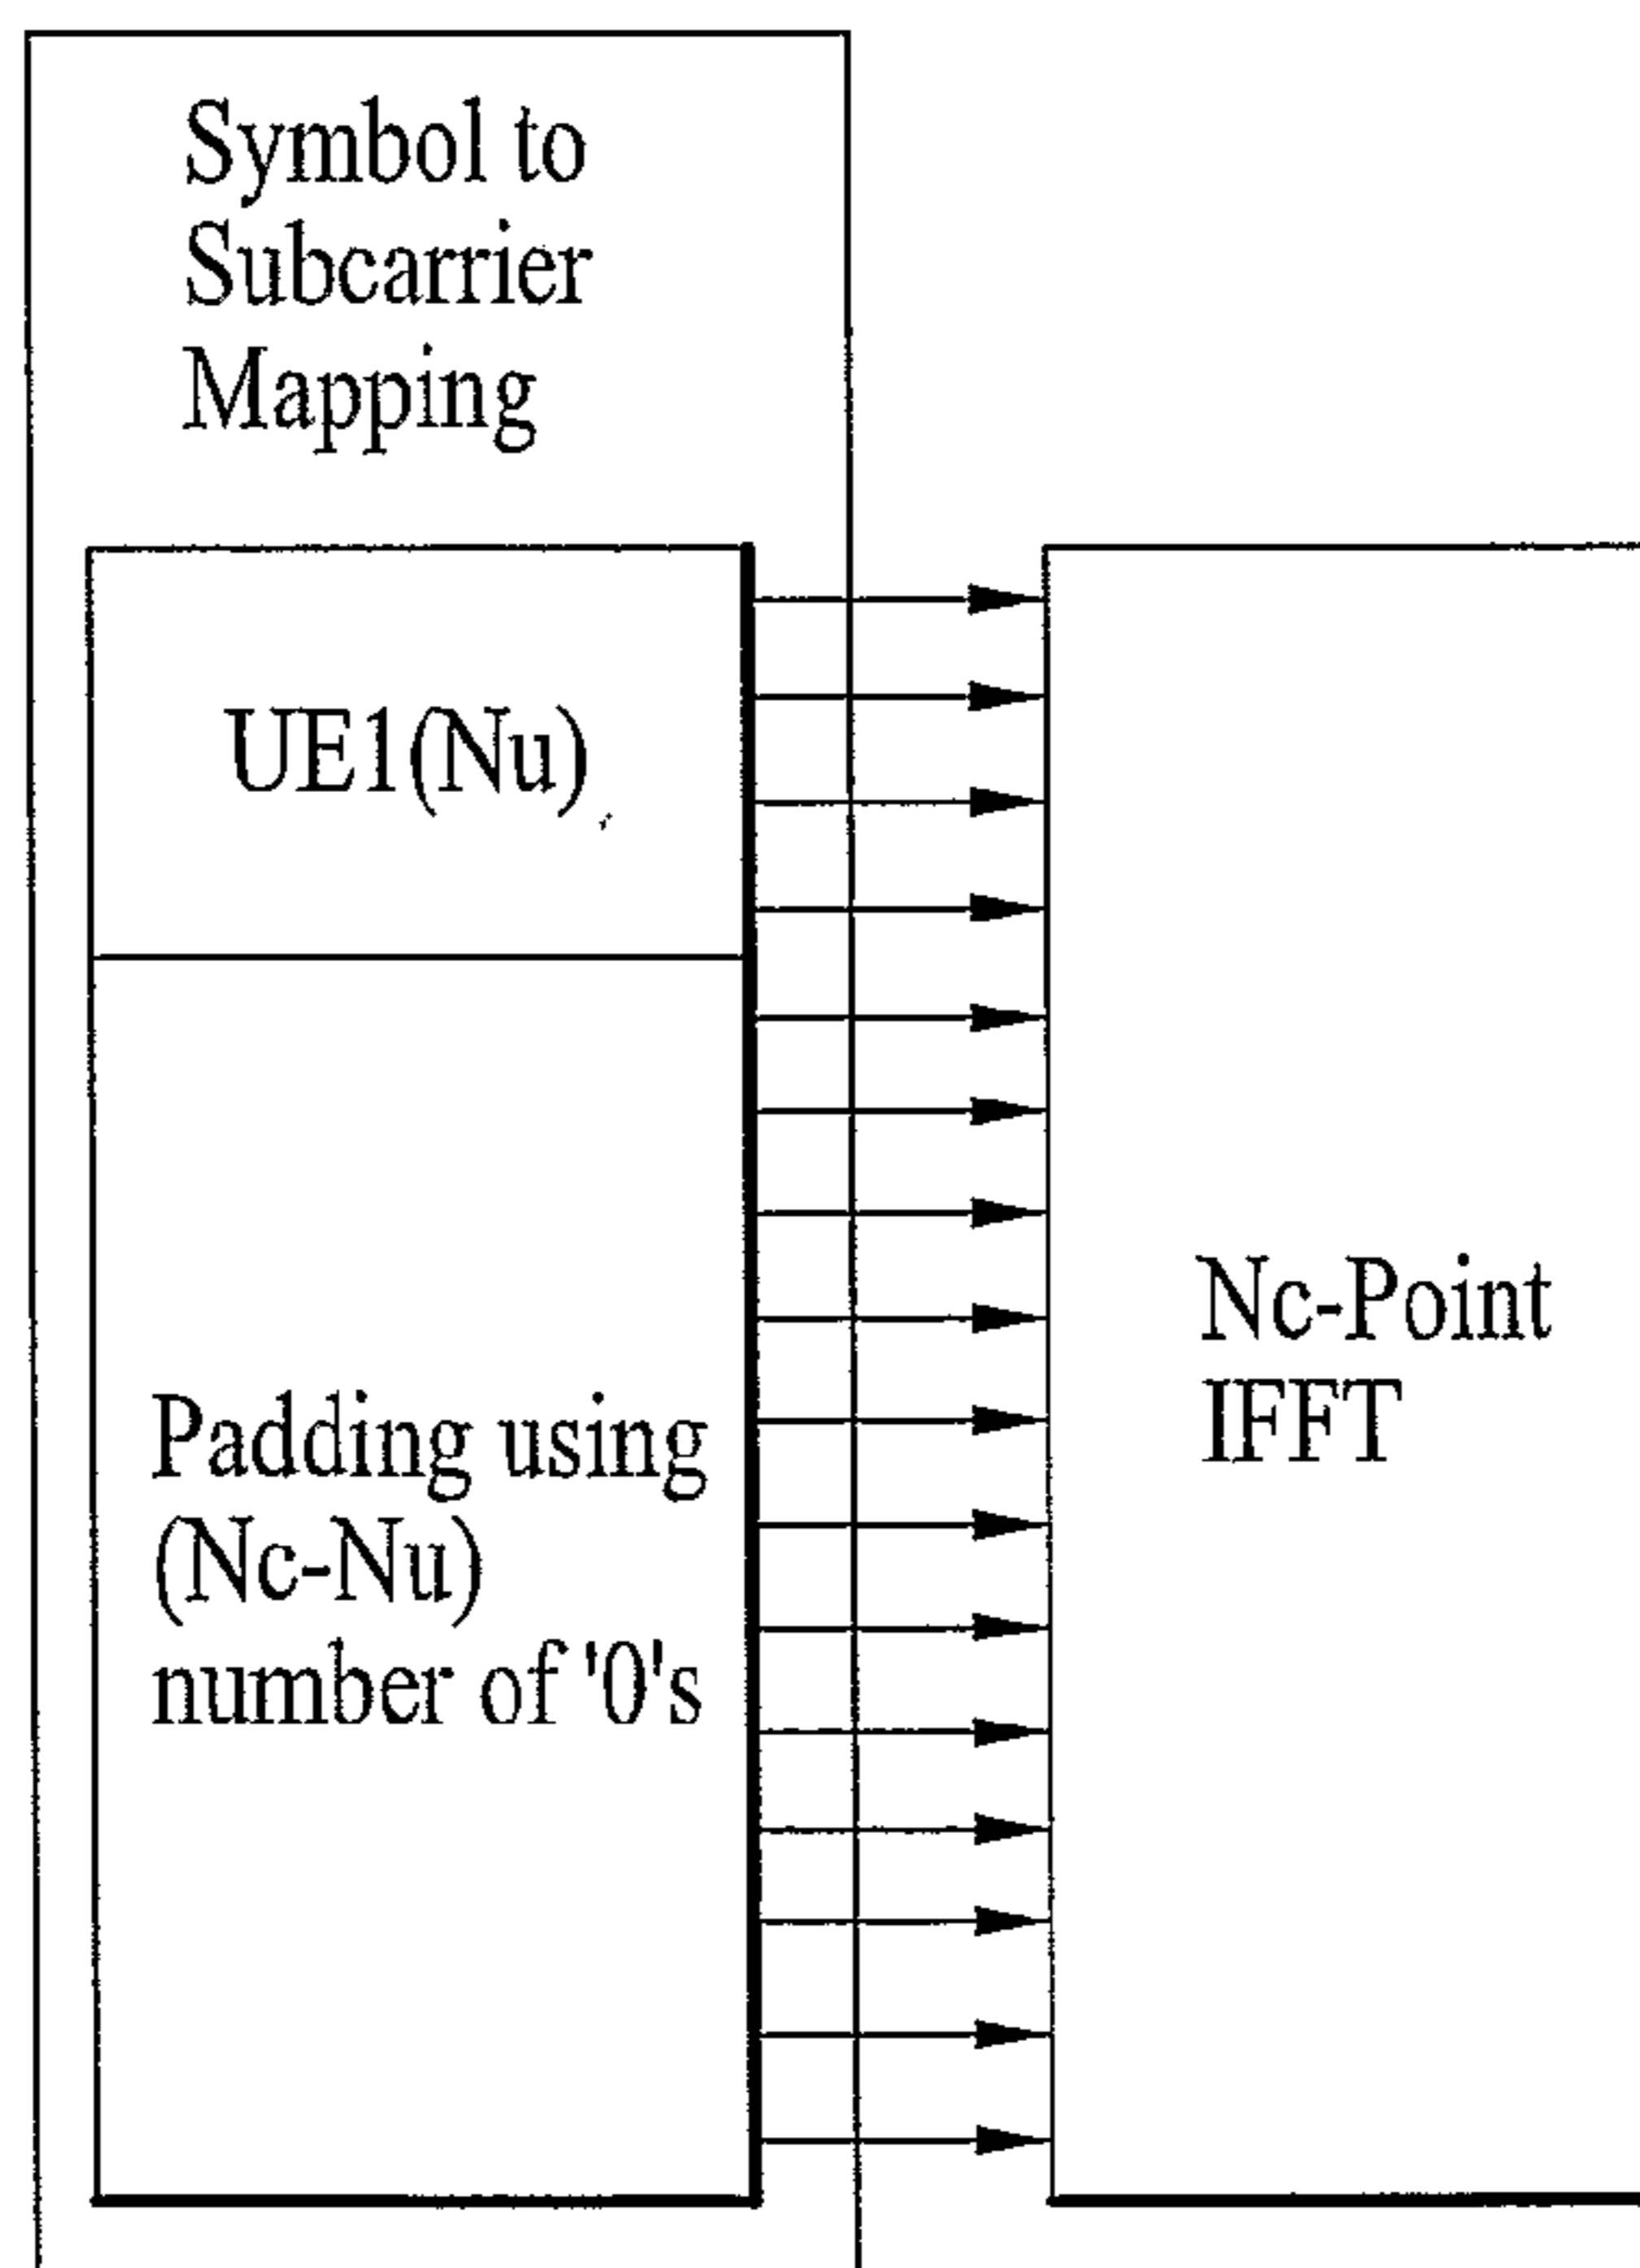 Symbol to
Subcarrier
Mapping
UE1(Nu)
Padding using
(Nc-Nu)
number of '0's
Nc-Point
IFFT